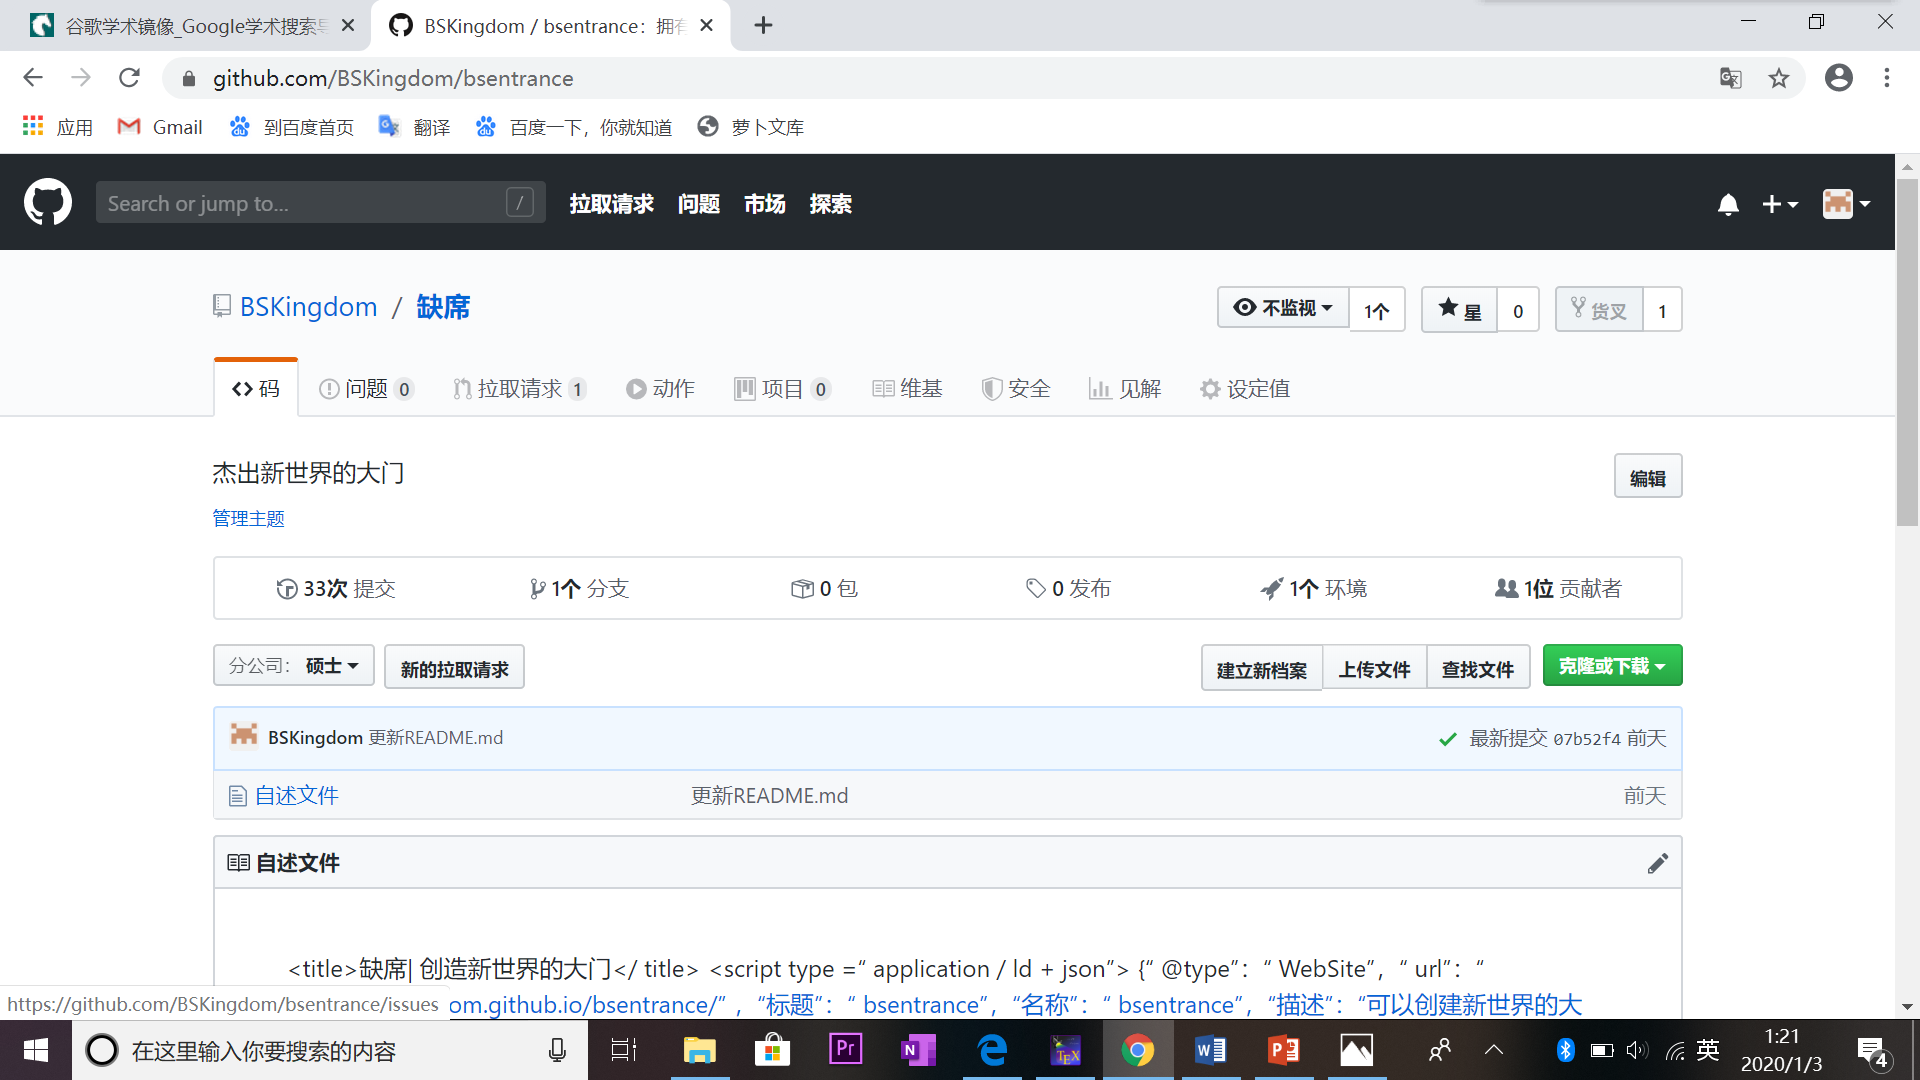 谷歌学术镜像_Google学术搜索导
BSKingdom / bsentrance：拥有
github.com/BSKingdom/bsentrance
应用 Gmail 到百度首页 翻译 百度一下，你就知道 萝卜文库
Search or jump to... / 拉取请求 问题 市场 探索
BSKingdom / 缺席 不监视 1个 星 0 货叉 1
码 问题 0 拉取请求 1 动作 项目 0 维基 安全 见解 设定值
杰出新世界的大门 编辑
管理主题
33次 提交 1个 分支 0 包 0 发布 1个 环境 1位 贡献者
分公司： 硕士 新的拉取请求 建立新档案 上传文件 查找文件 克隆或下载
BSKingdom 更新README.md 最新提交 07b52f4 前天
自述文件 更新README.md 前天
自述文件
<title>缺席| 创造新世界的大门</ title> <script type =“ application / ld + json”> {“ @type”：“ WebSite”，“ url”：“
om.github.io/bsentrance/”，“标题”：“ bsentrance”，“名称”：“ bsentrance”，“描述”：“可以创建新世界的大
https://github.com/BSKingdom/bsentrance/issues
在这里输入你要搜索的内容 Pr N TEX 英 1:21
2020/1/3 4